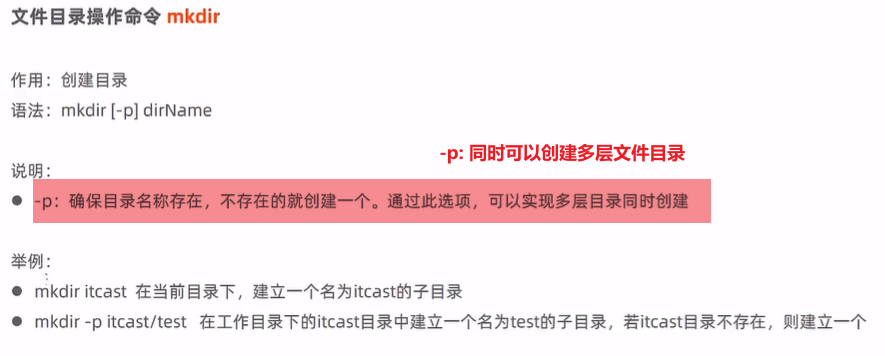 文件目录操作命令 mkdir
作用：创建目录
语法：mkdir [-p] dirName
-p: 同时可以创建多层文件目录
说明：
● -p：确保目录名称存在，不存在的就创建一个。通过此选项，可以实现多层目录同时创建
举例：
● mkdir itcast 在当前目录下，建立一个名为itcast的子目录
● mkdir -p itcast/test 在工作目录下的itcast目录中建立一个名为test的子目录，若itcast目录不存在，则建立一个